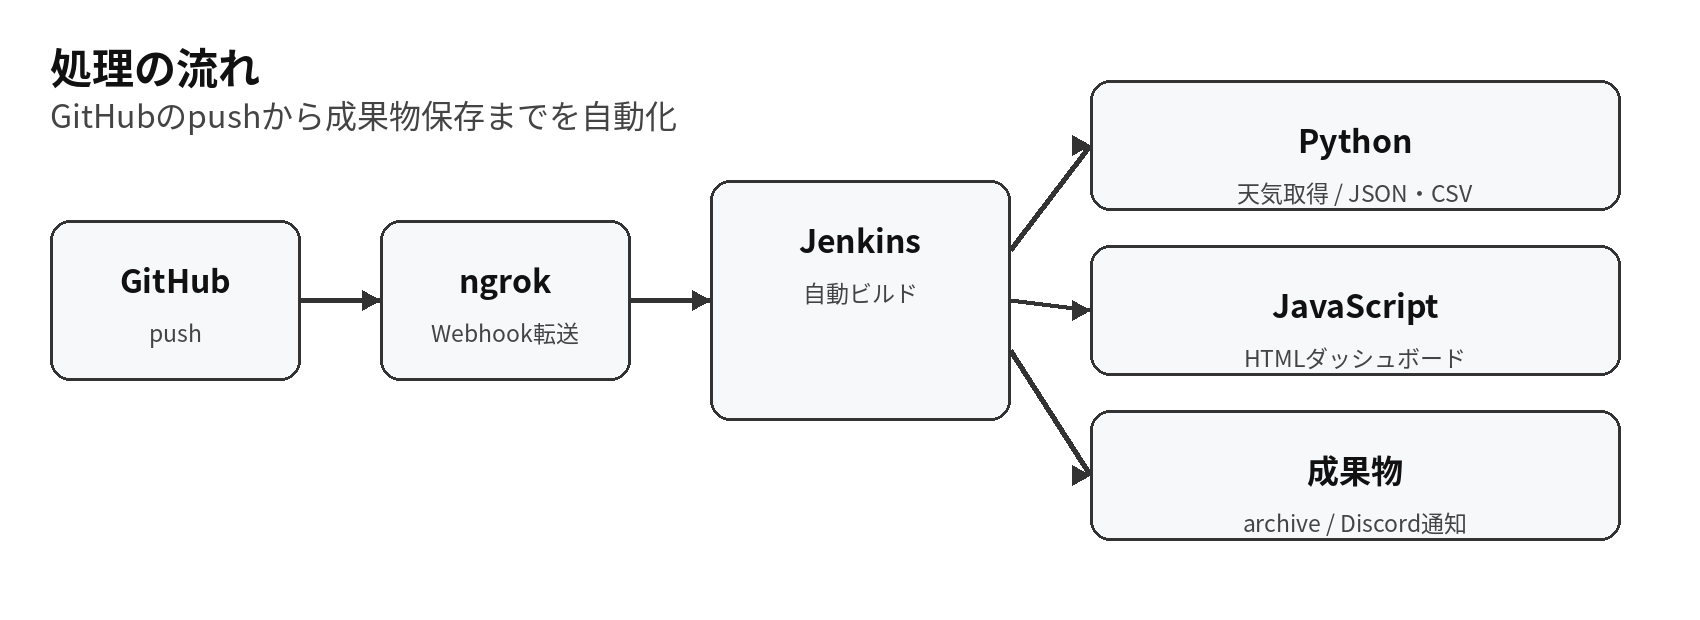 処理の流れ
GitHubのpushから成果物保存までを自動化
GitHub
push
ngrok
Webhook転送
Jenkins
自動ビルド
Python
天気取得 / JSON・CSV
JavaScript
HTMLダッシュボード
成果物
archive / Discord通知